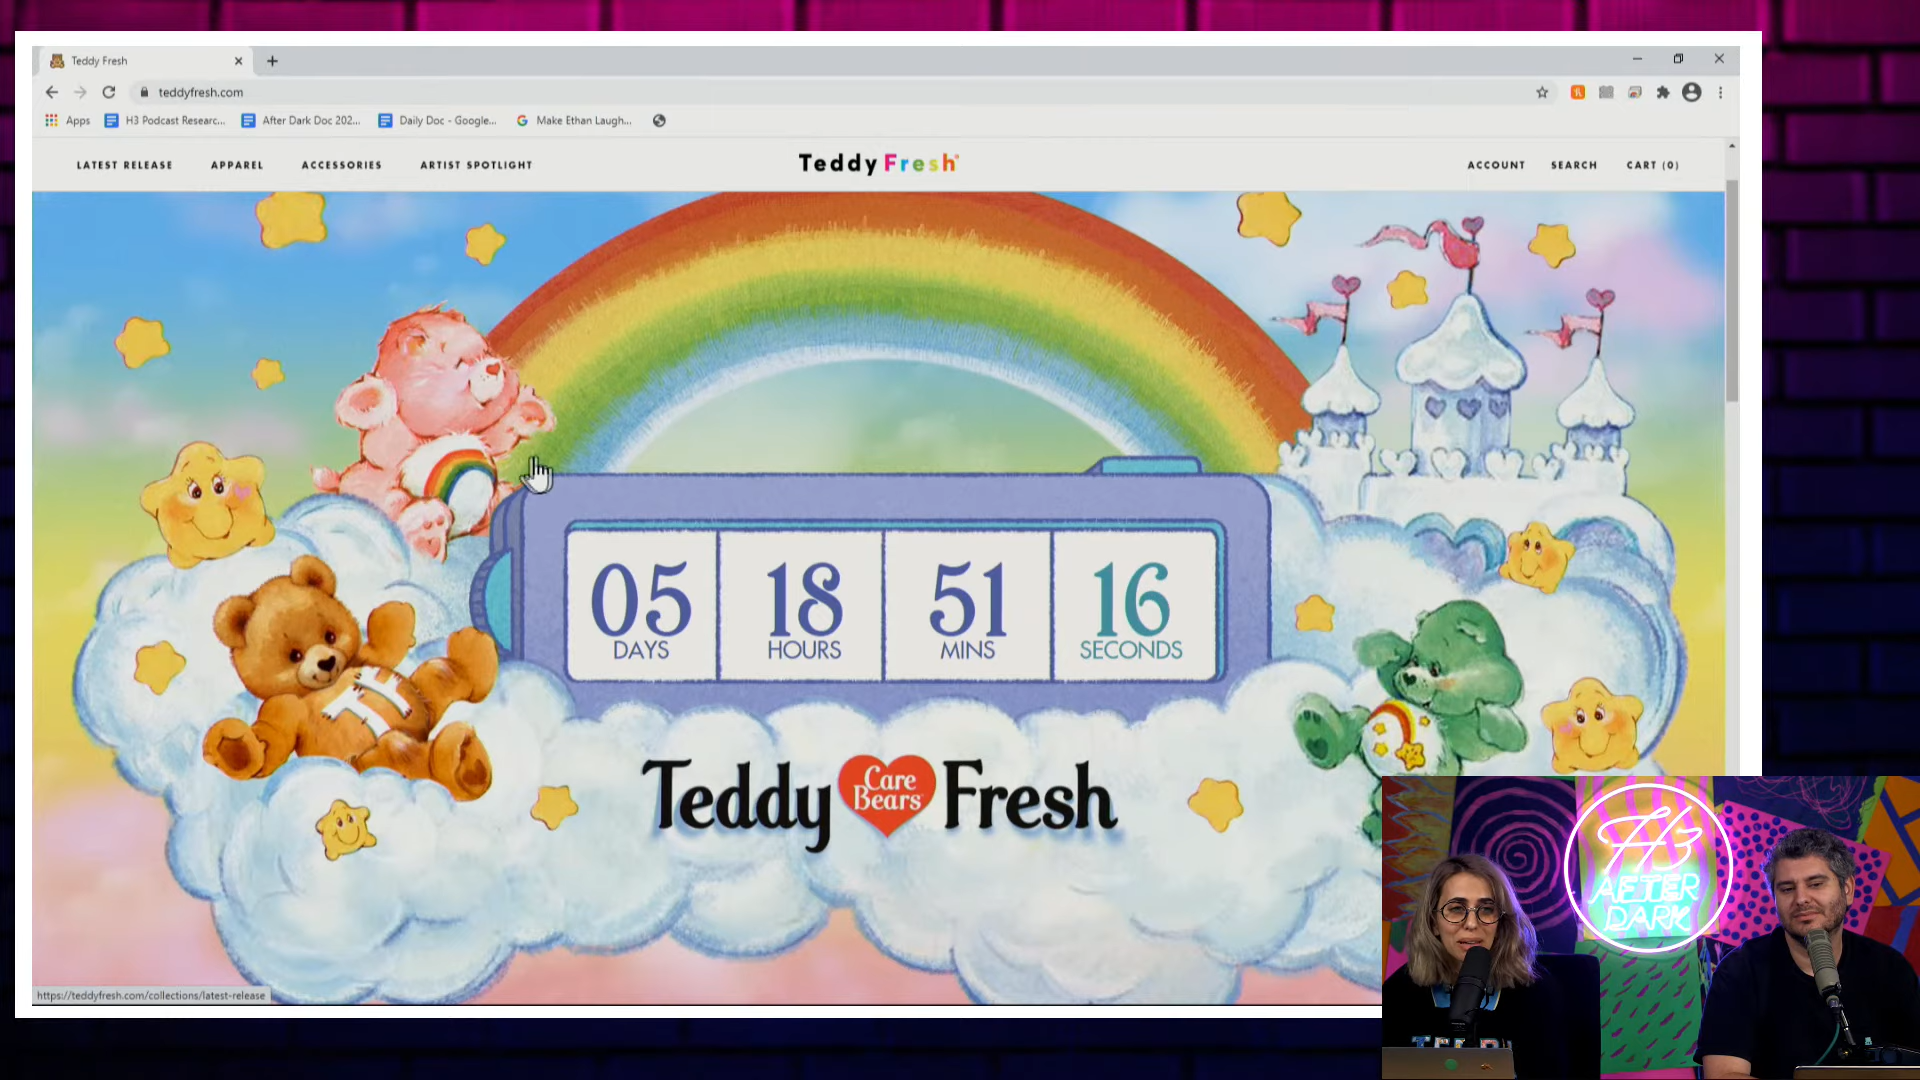 Teddy Fresh
teddyfresh.com
Apps
H3 Podcast Researc...
After Dark Doc 202...
Daily Doc - Google...
Make Ethan Laugh...
LATEST RELEASE
APPAREL
ACCESSORIES
ARTIST SPOTLIGHT
Teddy Fresh
ACCOUNT
SEARCH
CART (0)
05
DAYS
18
HOURS
51
MINS
16
SECONDS
Teddy Care Bears Fresh
H3
AFTER
DARK
https://teddyfresh.com/collections/latest-release